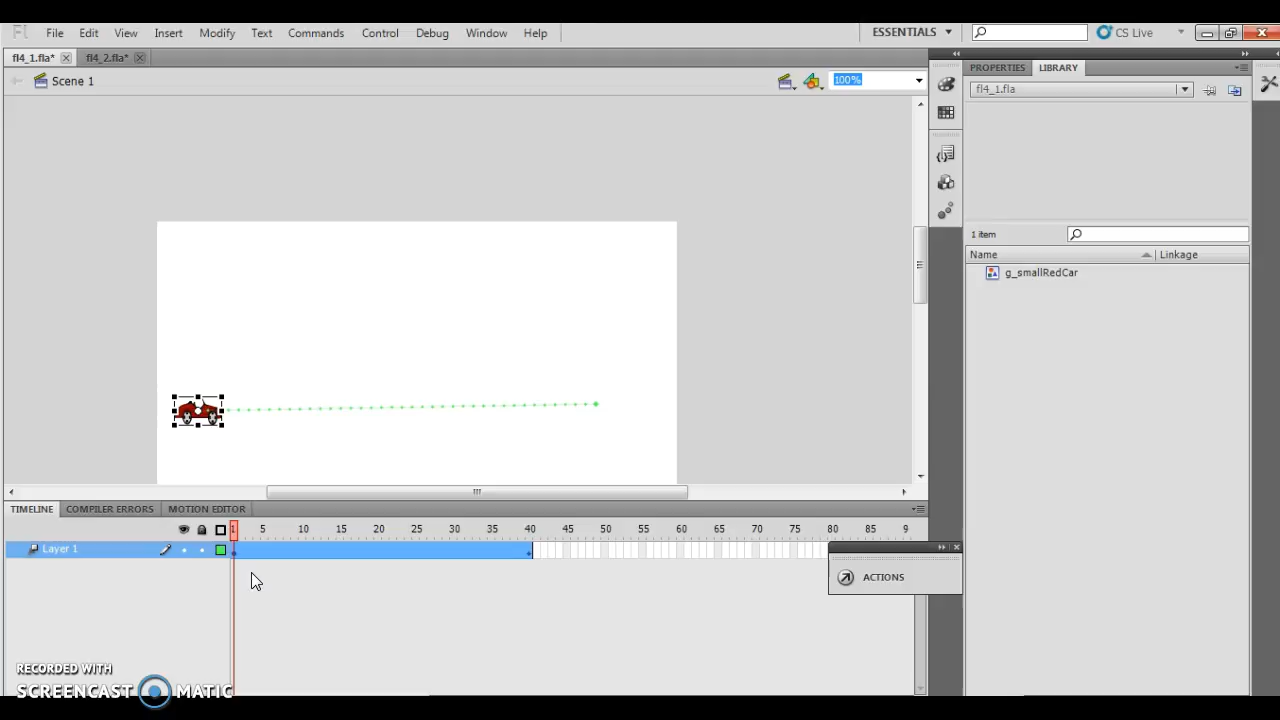 Fl File Edit View Insert Modify Text Commands Control Debug Window Help ESSENTIALS CS Live
fl4_1.fla* fl4_2.fla*
Scene 1 100%
PROPERTIES LIBRARY
fl4_1.fla
1 item
Name Linkage
g_smallRedCar
TIMELINE COMPILER ERRORS MOTION EDITOR
1 5 10 15 20 25 30 35 40 45 50 55 60 65 70 75 80 85 9
Layer 1
ACTIONS
RECORDED WITH
SCREENCAST MATIC